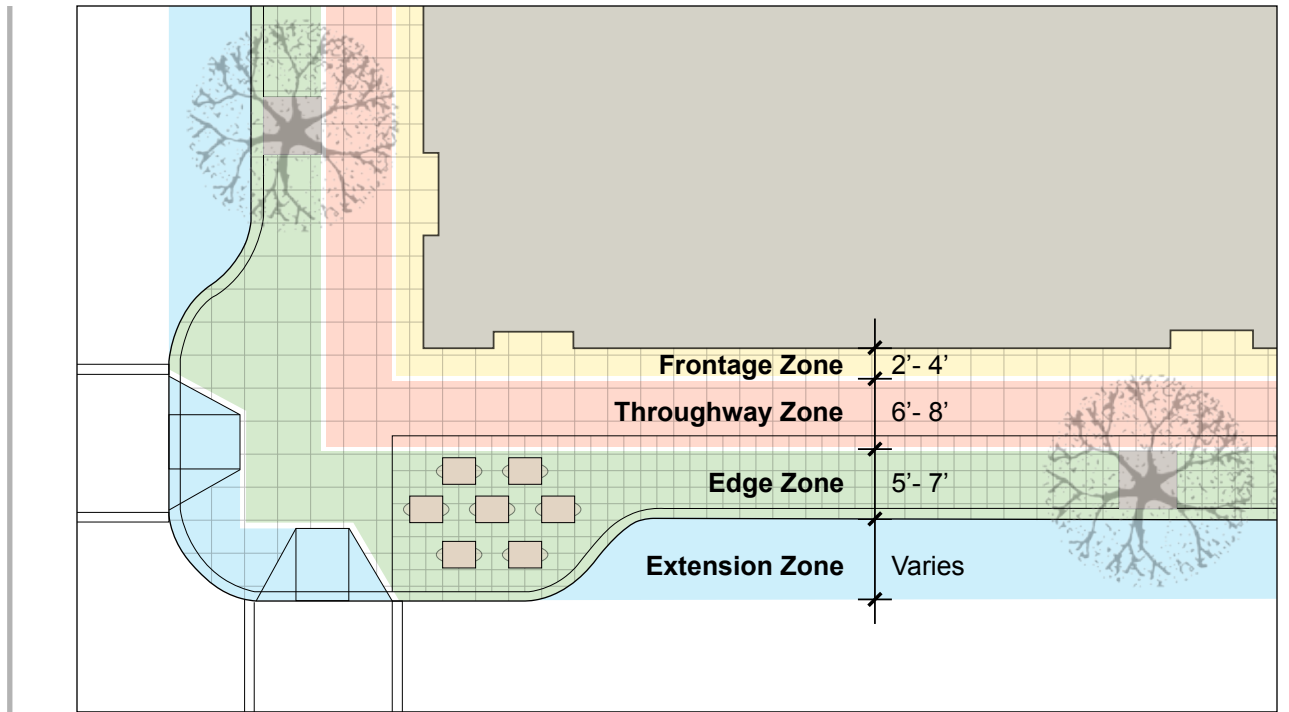 Frontage Zone 2’- 4’
Throughway Zone 6’- 8’
Edge Zone 5’- 7’
Extension Zone Varies